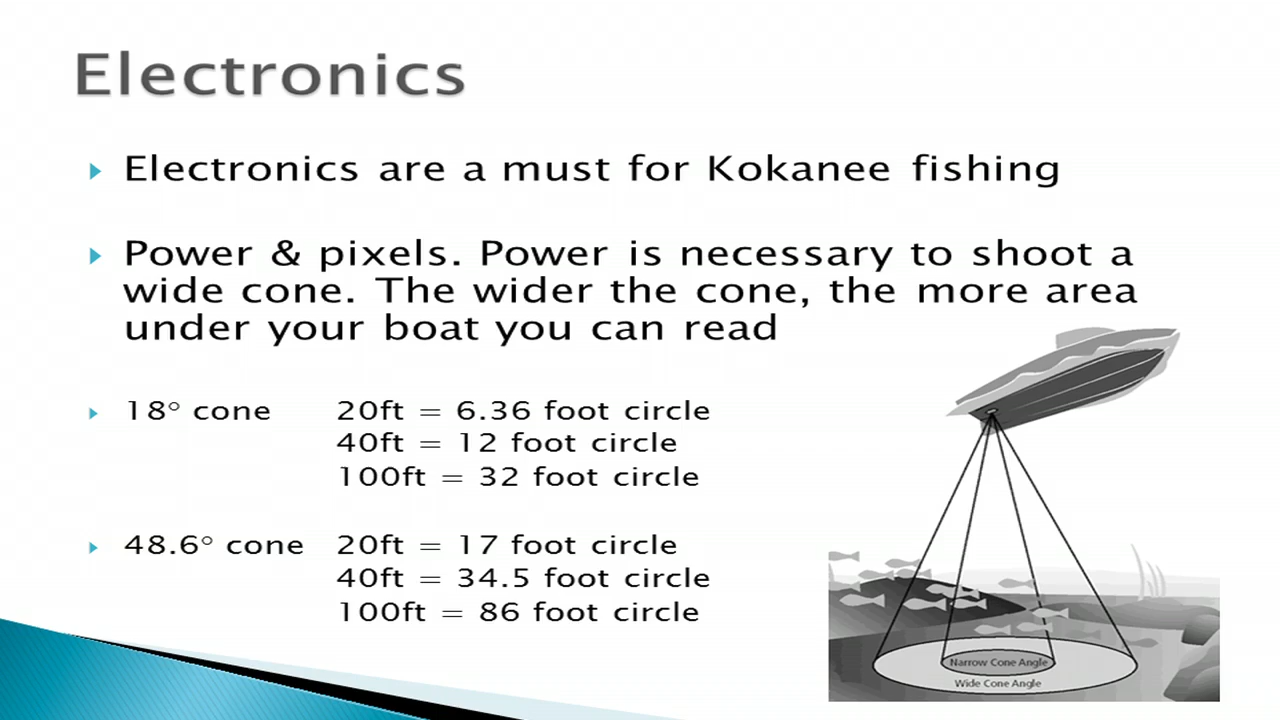 Electronics
Electronics are a must for Kokanee fishing
Power & pixels. Power is necessary to shoot a
wide cone. The wider the cone, the more area
under your boat you can read
18° cone 20ft = 6.36 foot circle
40ft = 12 foot circle
100ft = 32 foot circle
48.6° cone 20ft = 17 foot circle
40ft = 34.5 foot circle
100ft = 86 foot circle
Narrow Cone Angle
Wide Cone Angle